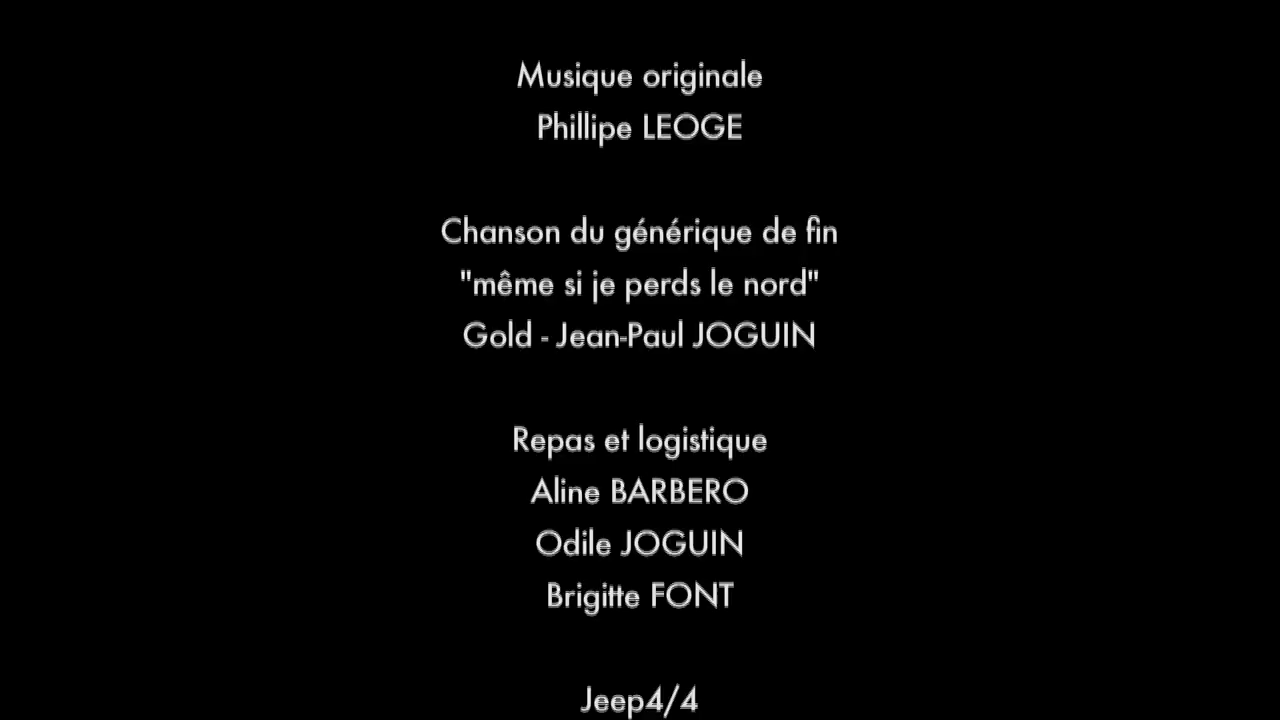 Musique originale
Phillipe LEOGE
Chanson du générique de fin
"même si je perds le nord"
Gold - Jean-Paul JOGUIN
Repas et logistique
Aline BARBERO
Odile JOGUIN
Brigitte FONT
Jeep4/4